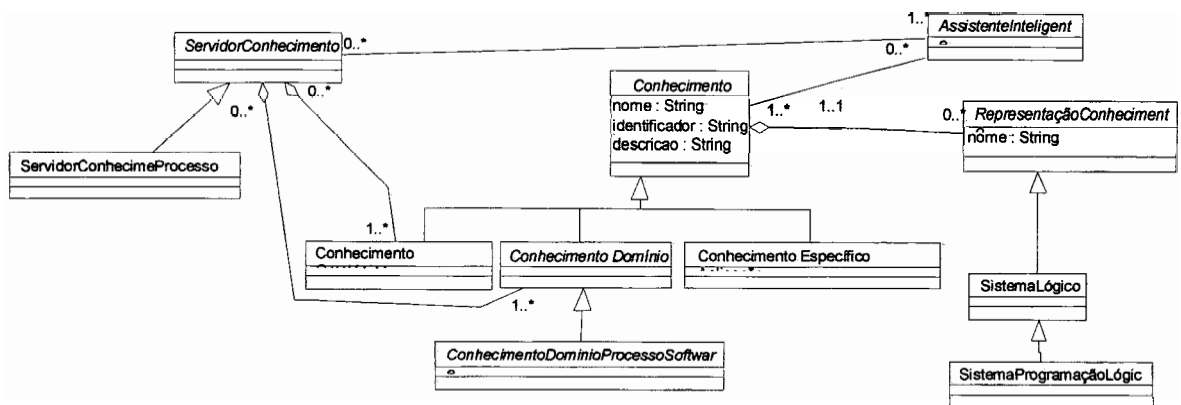 ServidorConhecimento
0..*
1..*
AssistenteInteligent
0..*
Conhecimento
nome : String
identificador : String
descricao : String
1..*
1..1
0..*
RepresentaçãoConheciment
nome : String
0..*
0..*
ServidorConhecimeProcesso
1..*
Conhecimento
Conhecimento Domínio
Conhecimento Específico
1..*
SistemaLógico
ConhecimentoDominioProcessoSoftwar
SistemaProgramaçãoLógic